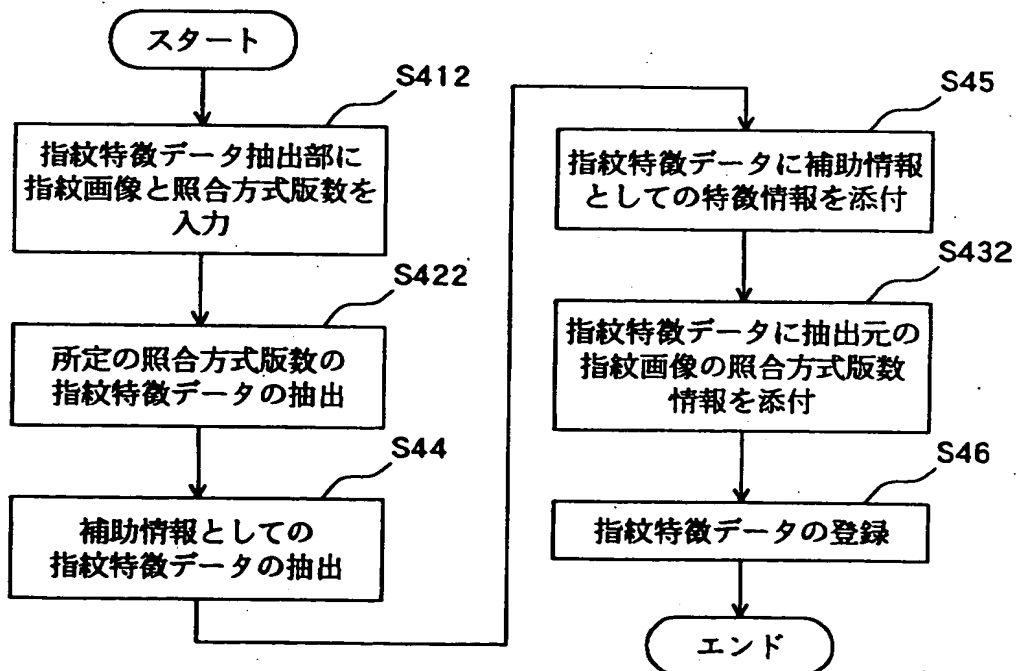 スタート
S412
指紋特徴データ抽出部に
指紋画像と照合方式版数を
入力
S422
所定の照合方式版数の
指紋特徴データの抽出
S44
補助情報としての
指紋特徴データの抽出
S45
指紋特徴データに補助情報
としての特徴情報を添付
S432
指紋特徴データに抽出元の
指紋画像の照合方式版数
情報を添付
S46
指紋特徴データの登録
エンド